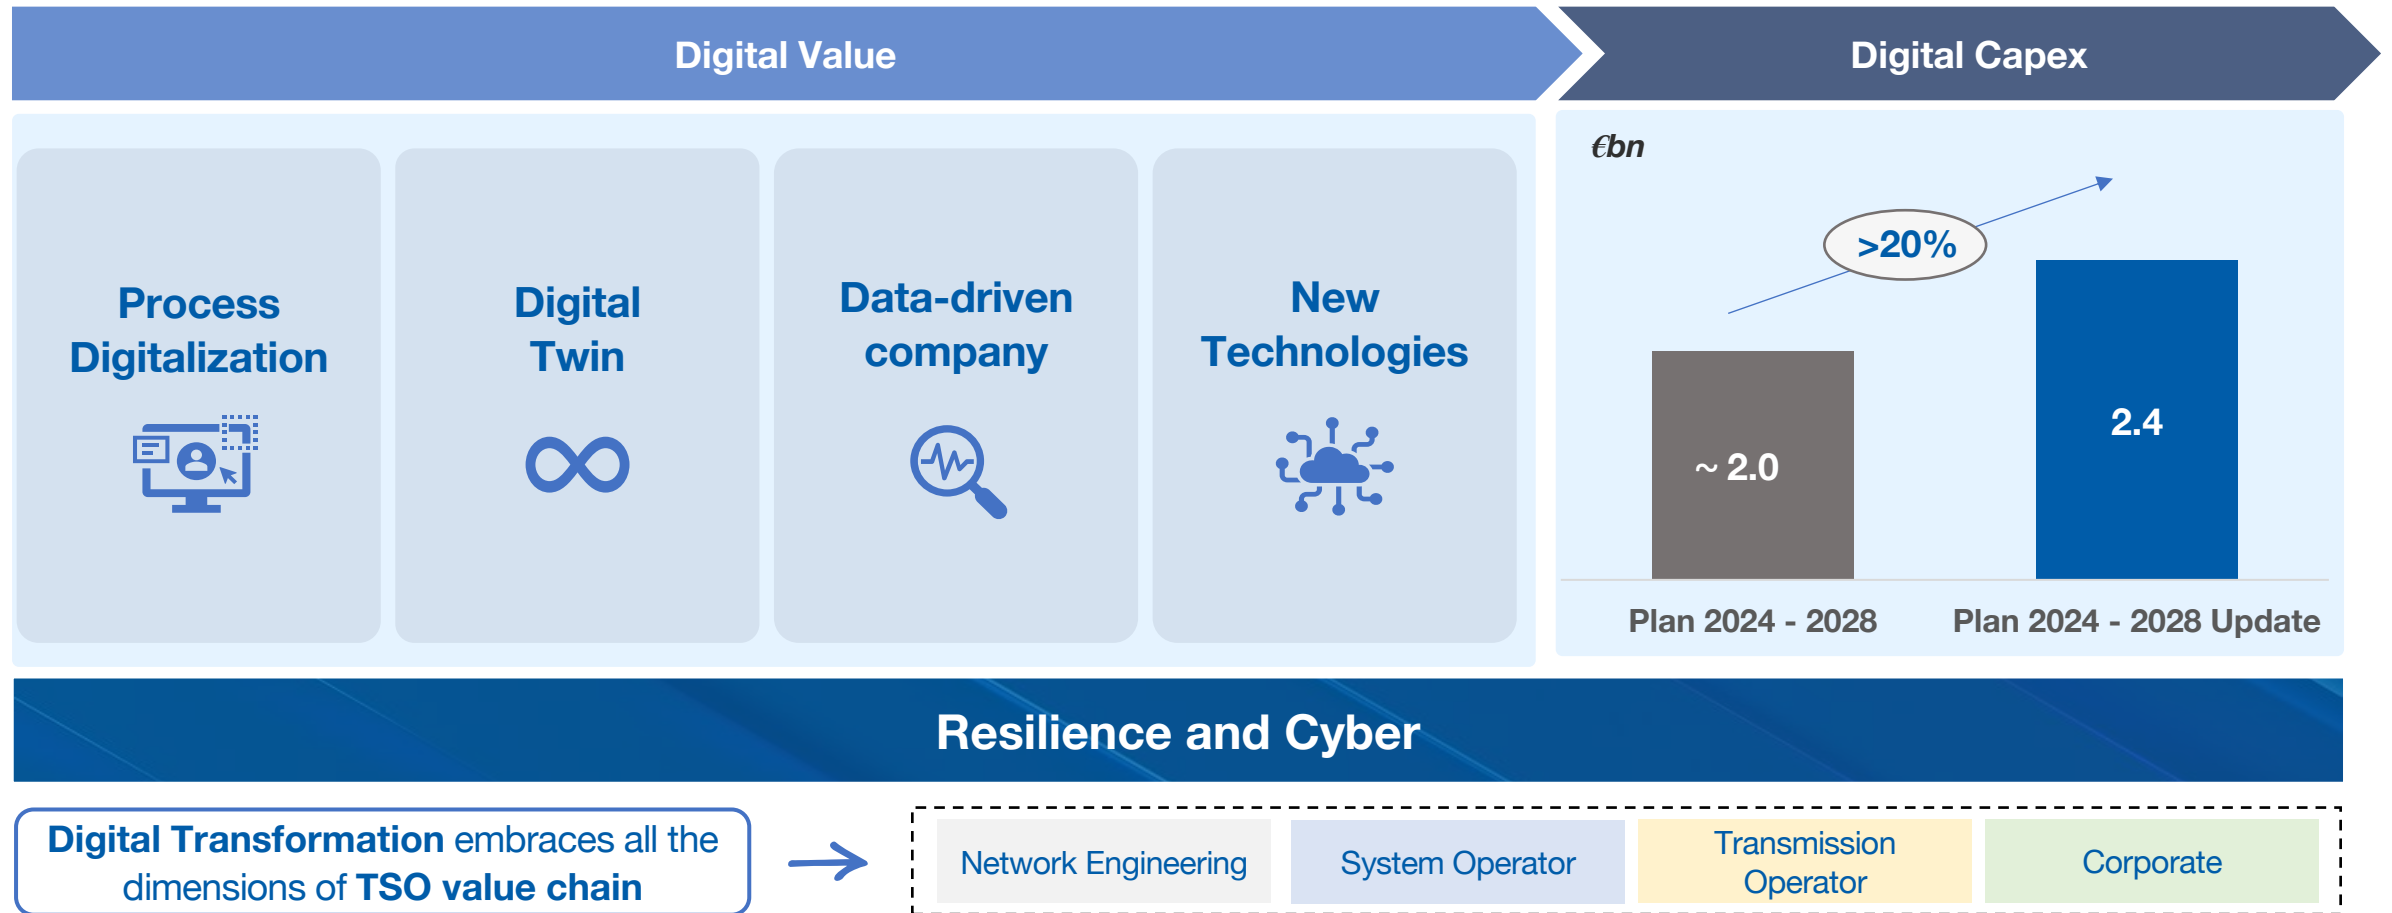 Digital Value
Digital Capex
Process
Digitalization
Digital
Twin
Data-driven
company
New
Technologies
€bn
>20%
~ 2.0
2.4
Plan 2024 - 2028
Plan 2024 - 2028 Update
Resilience and Cyber
Digital Transformation embraces all the
dimensions of TSO value chain
Network Engineering
System Operator
Transmission
Operator
Corporate